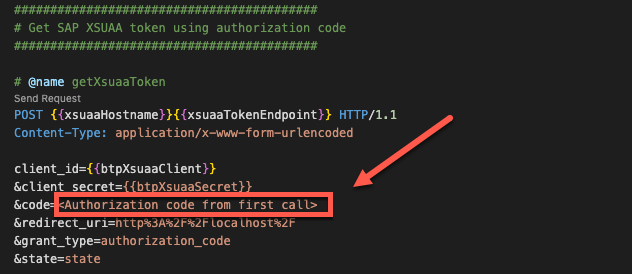 ##########################################
# Get SAP XSUAA token using authorization code
##########################################
# @name getXsuaaToken
Send Request
POST {{xsuaaHostname}}{{xsuaaTokenEndpoint}} HTTP/1.1
Content-Type: application/x-www-form-urlencoded
client_id={{btpXsuaaClient}}
&client_secret={{btpXsuaaSecret}}
&code=<Authorization code from first call>
&redirect_uri=http%3A%2F%2Flocalhost%2F
&grant_type=authorization_code
&state=state